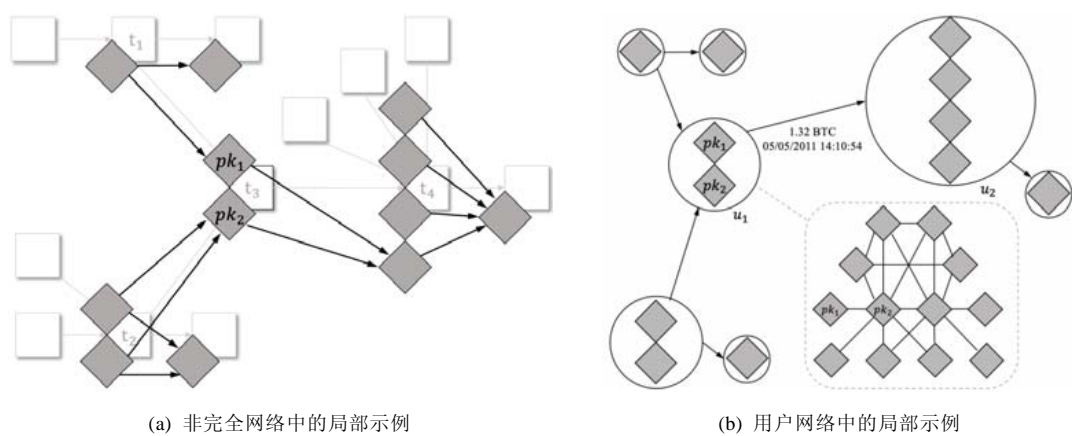 t₁
pk₁
t₃
pk₂
t₄
t₂
(a) 非完全网络中的局部示例
pk₁
pk₂
u₁
1.32 BTC
05/05/2011 14:10:54
u₂
pk₁
pk₂
(b) 用户网络中的局部示例